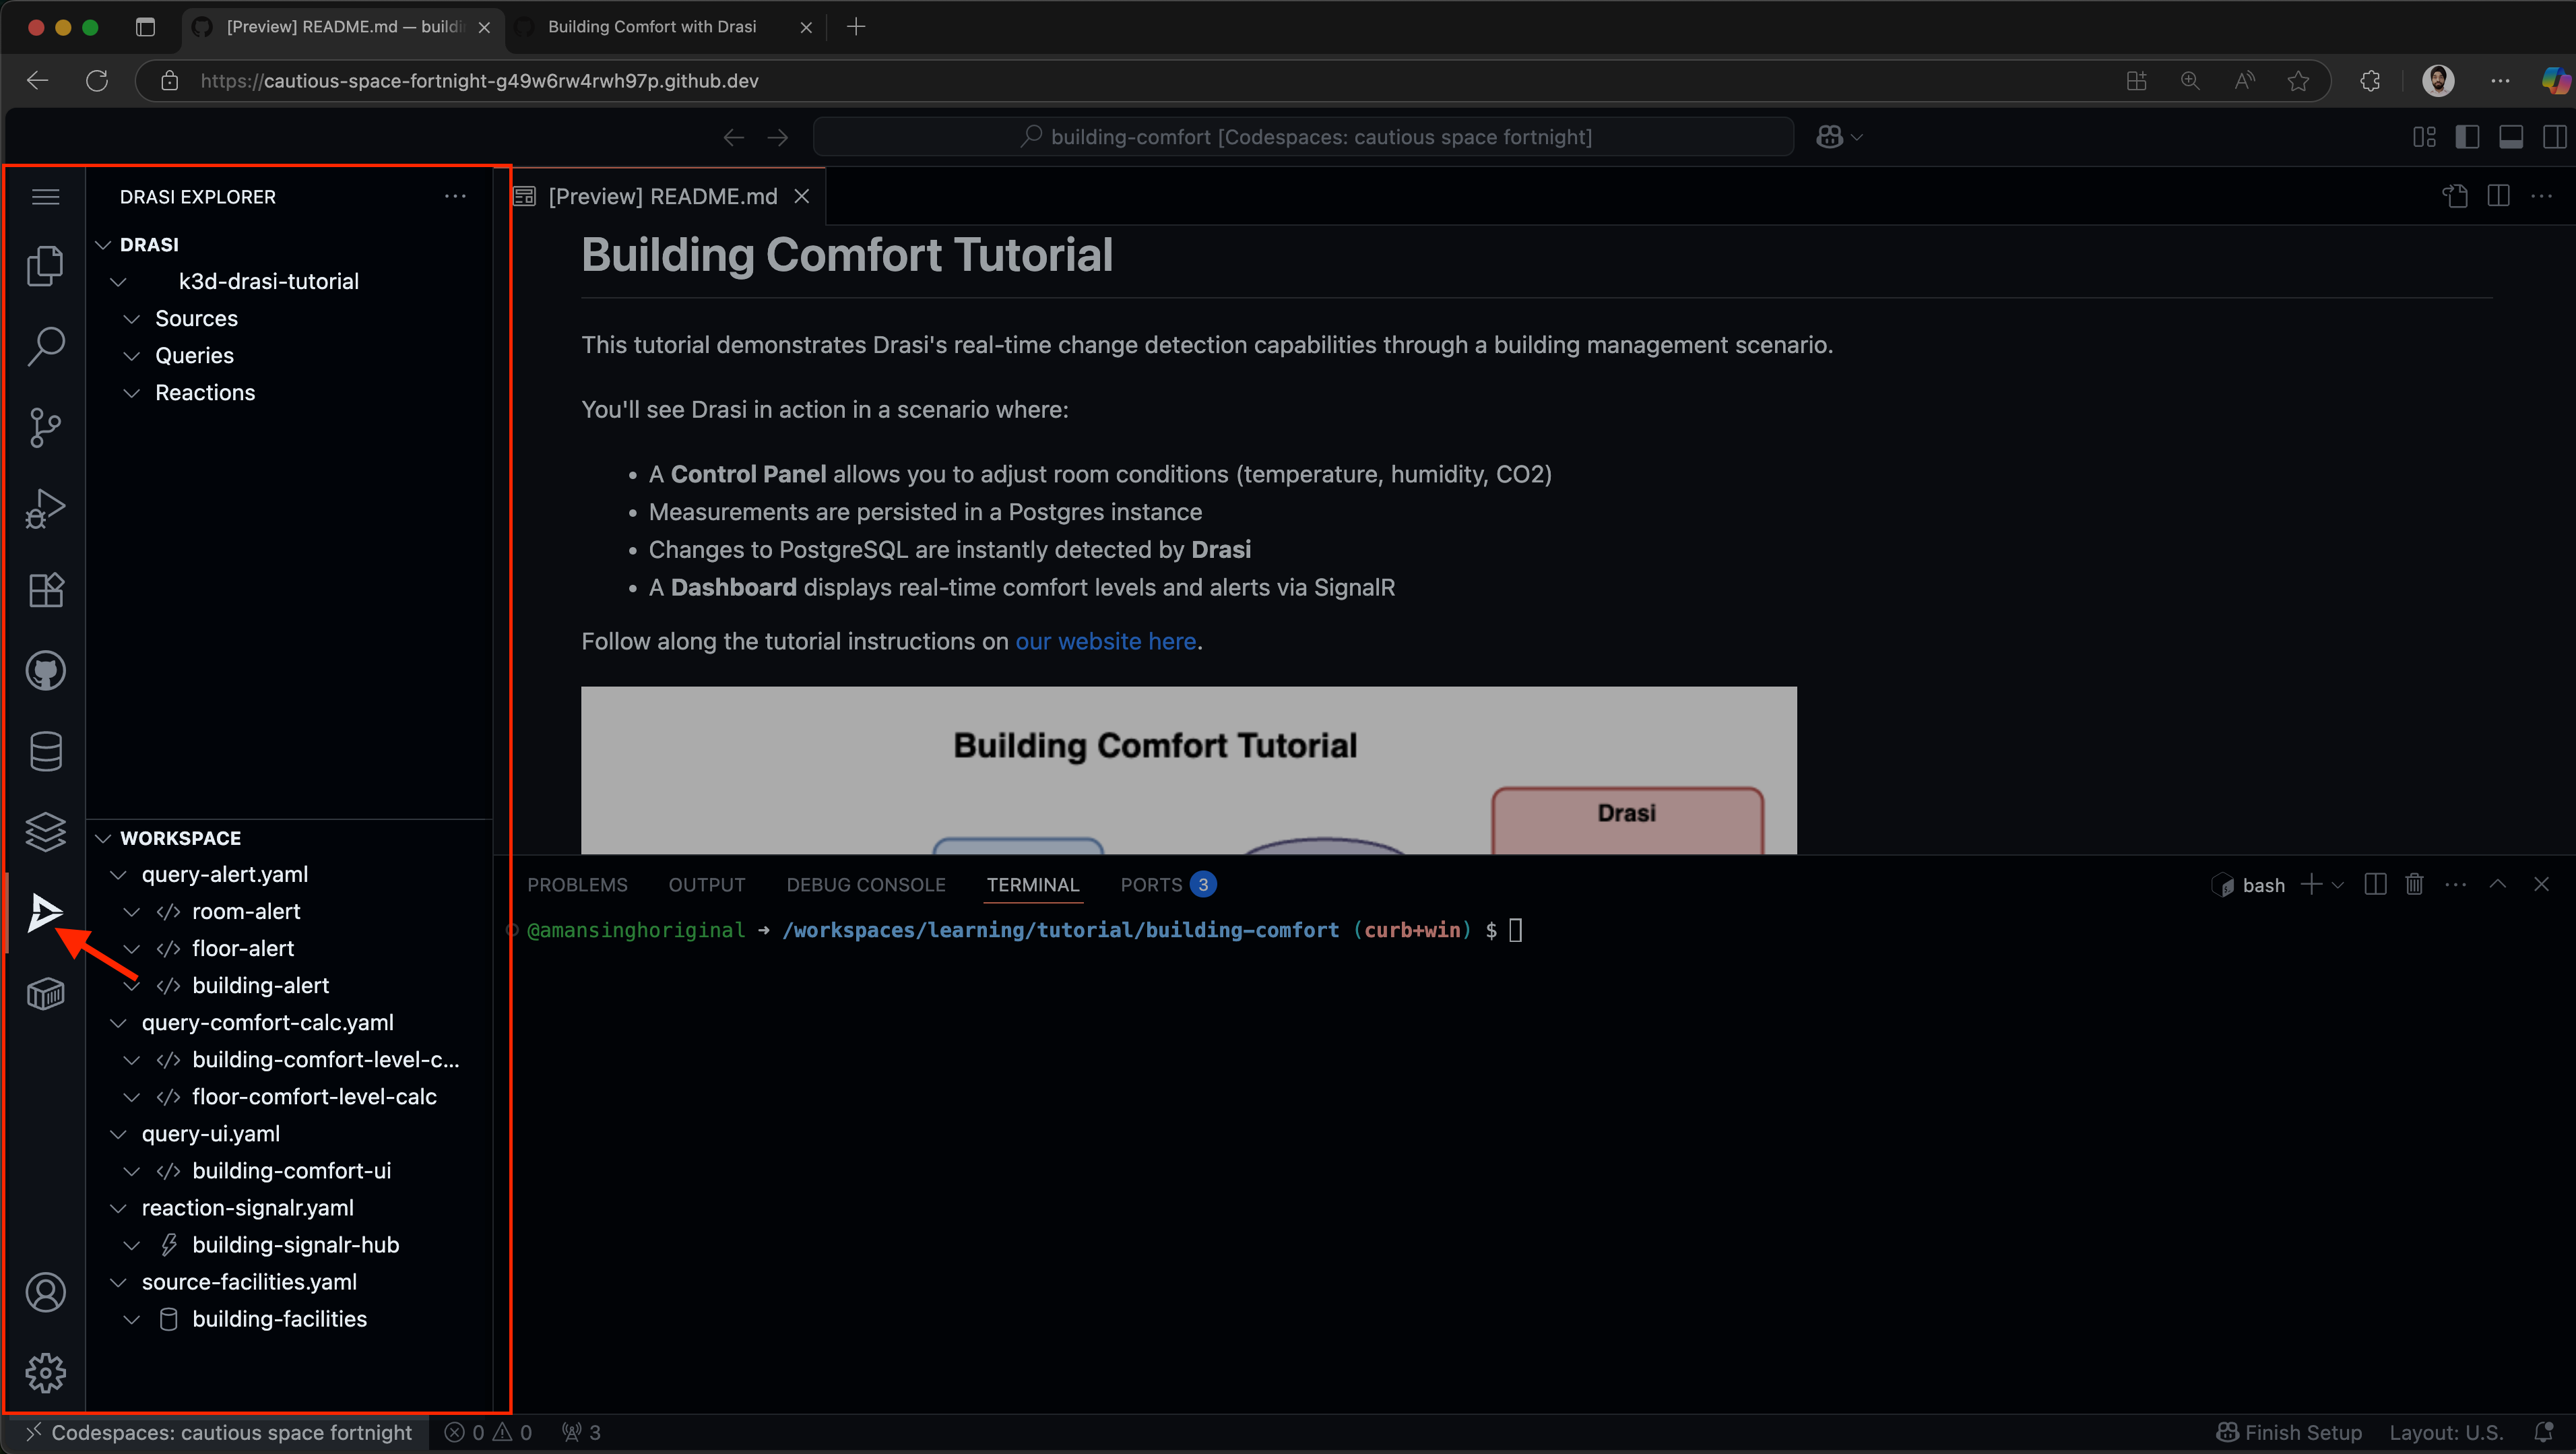 [Preview] README.md — buildi
Building Comfort with Drasi
https://cautious-space-fortnight-g49w6rw4rwh97p.github.dev
building-comfort [Codespaces: cautious space fortnight]
DRASI EXPLORER
DRASI
k3d-drasi-tutorial
Sources
Queries
Reactions
WORKSPACE
query-alert.yaml
room-alert
floor-alert
building-alert
query-comfort-calc.yaml
building-comfort-level-c...
floor-comfort-level-calc
query-ui.yaml
building-comfort-ui
reaction-signalr.yaml
building-signalr-hub
source-facilities.yaml
building-facilities
[Preview] README.md
Building Comfort Tutorial
This tutorial demonstrates Drasi's real-time change detection capabilities through a building management scenario.
You'll see Drasi in action in a scenario where:
• A Control Panel allows you to adjust room conditions (temperature, humidity, CO2)
• Measurements are persisted in a Postgres instance
• Changes to PostgreSQL are instantly detected by Drasi
• A Dashboard displays real-time comfort levels and alerts via SignalR
Follow along the tutorial instructions on our website here.
Building Comfort Tutorial
Drasi
PROBLEMS OUTPUT DEBUG CONSOLE TERMINAL PORTS 3
bash
@amansinghoriginal ➜ /workspaces/learning/tutorial/building-comfort (curb+win) $
Codespaces: cautious space fortnight 0 0 3
Finish Setup Layout: U.S.